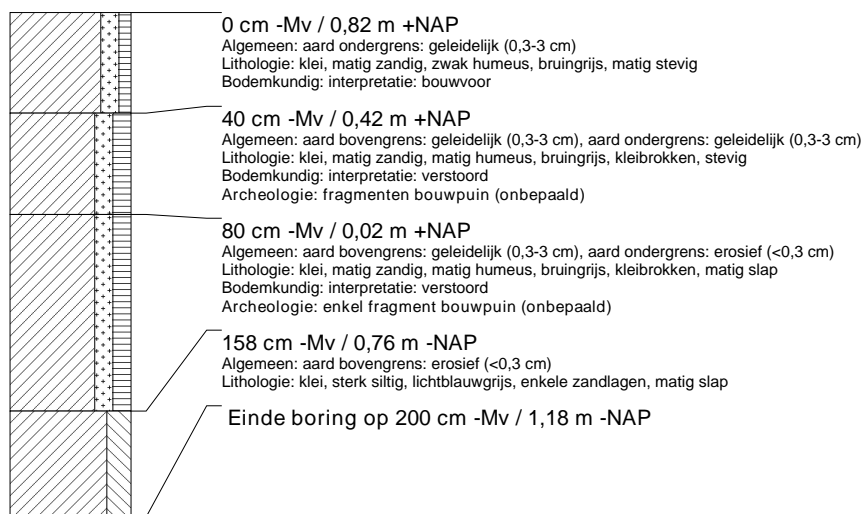 0 cm -Mv / 0,82 m +NAP
Algemeen: aard ondergrens: geleidelijk (0,3-3 cm)
Lithologie: klei, matig zandig, zwak humeus, bruingrijs, matig stevig
Bodemkundig: interpretatie: bouwvoor
40 cm -Mv / 0,42 m +NAP
Algemeen: aard bovengrens: geleidelijk (0,3-3 cm), aard ondergrens: geleidelijk (0,3-3 cm)
Lithologie: klei, matig zandig, matig humeus, bruingrijs, kleibrokken, stevig
Bodemkundig: interpretatie: verstoord
Archeologie: fragmenten bouwpuin (onbepaald)
80 cm -Mv / 0,02 m +NAP
Algemeen: aard bovengrens: geleidelijk (0,3-3 cm), aard ondergrens: erosief (<0,3 cm)
Lithologie: klei, matig zandig, matig humeus, bruingrijs, kleibrokken, matig slap
Bodemkundig: interpretatie: verstoord
Archeologie: enkel fragment bouwpuin (onbepaald)
158 cm -Mv / 0,76 m -NAP
Algemeen: aard bovengrens: erosief (<0,3 cm)
Lithologie: klei, sterk siltig, lichtblauwgrijs, enkele zandlagen, matig slap
Einde boring op 200 cm -Mv / 1,18 m -NAP